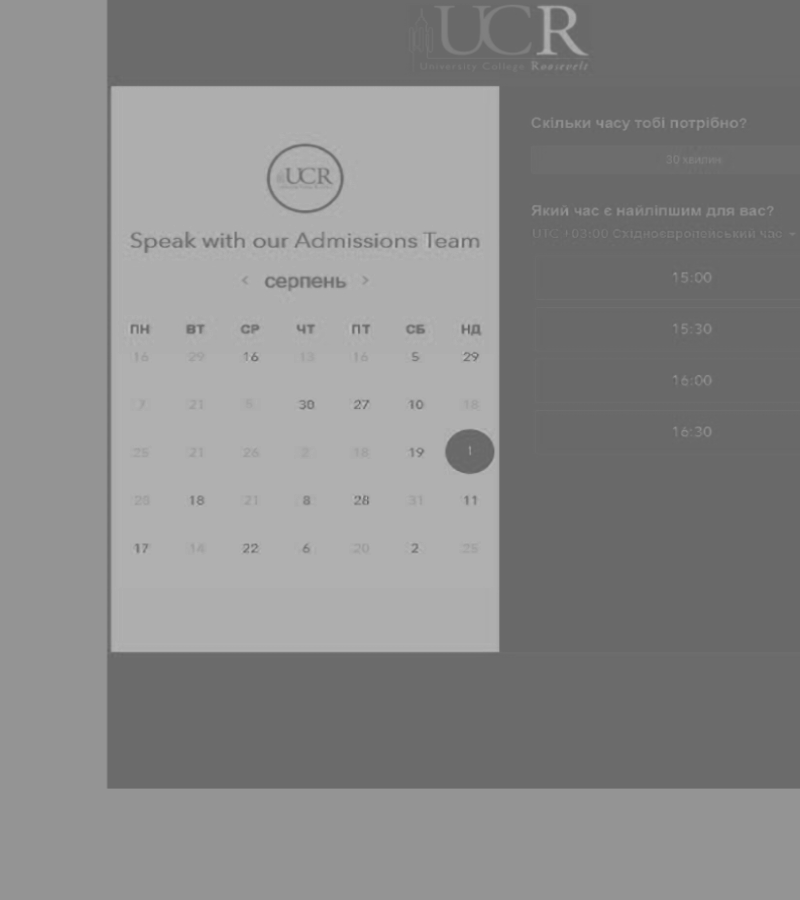 UCR
University College Roosevelt
UCR
Speak with our Admissions Team
‹ серпень ›
ПН ВТ СР ЧТ ПТ СБ НД
16 29 16 13 16 5 29
7 21 5 30 27 10 16
25 21 26 2 18 19 1
28 18 21 8 28 31 11
17 14 22 6 20 2 25
Скільки часу тобі потрібно?
30 хвилин
Який час є найліпшим для вас?
UTC +03:00 Східноєвропейський час
15:00
15:30
16:00
16:30